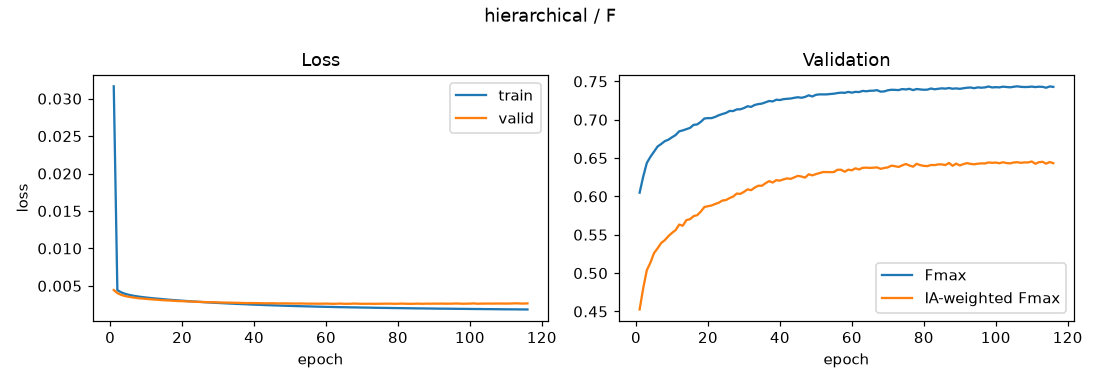 hierarchical / F
Loss
0.030
0.025
0.020
0.015
0.010
0.005
loss
0 20 40 60 80 100 120
epoch
train
valid
Validation
0.75
0.70
0.65
0.60
0.55
0.50
0.45
0 20 40 60 80 100 120
epoch
Fmax
IA-weighted Fmax